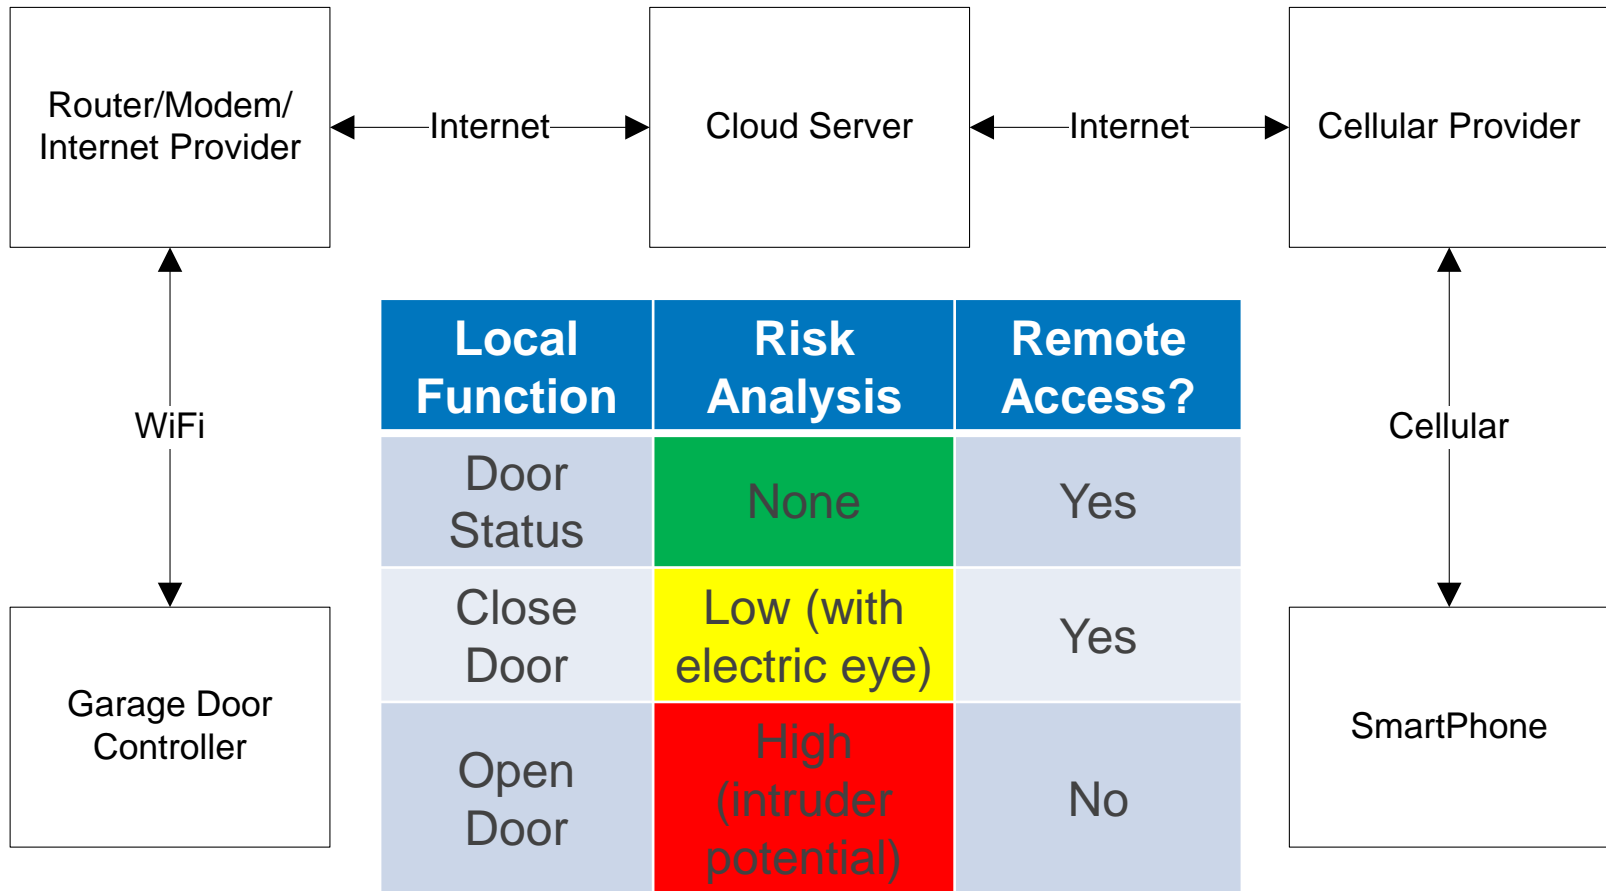 Router/Modem/
Internet Provider
Internet
Cloud Server
Internet
Cellular Provider
WiFi
Local
Function
Risk
Analysis
Remote
Access?
Door
Status
None
Yes
Close
Door
Low (with
electric eye)
Yes
Open
Door
High
(intruder
potential)
No
Cellular
Garage Door
Controller
SmartPhone